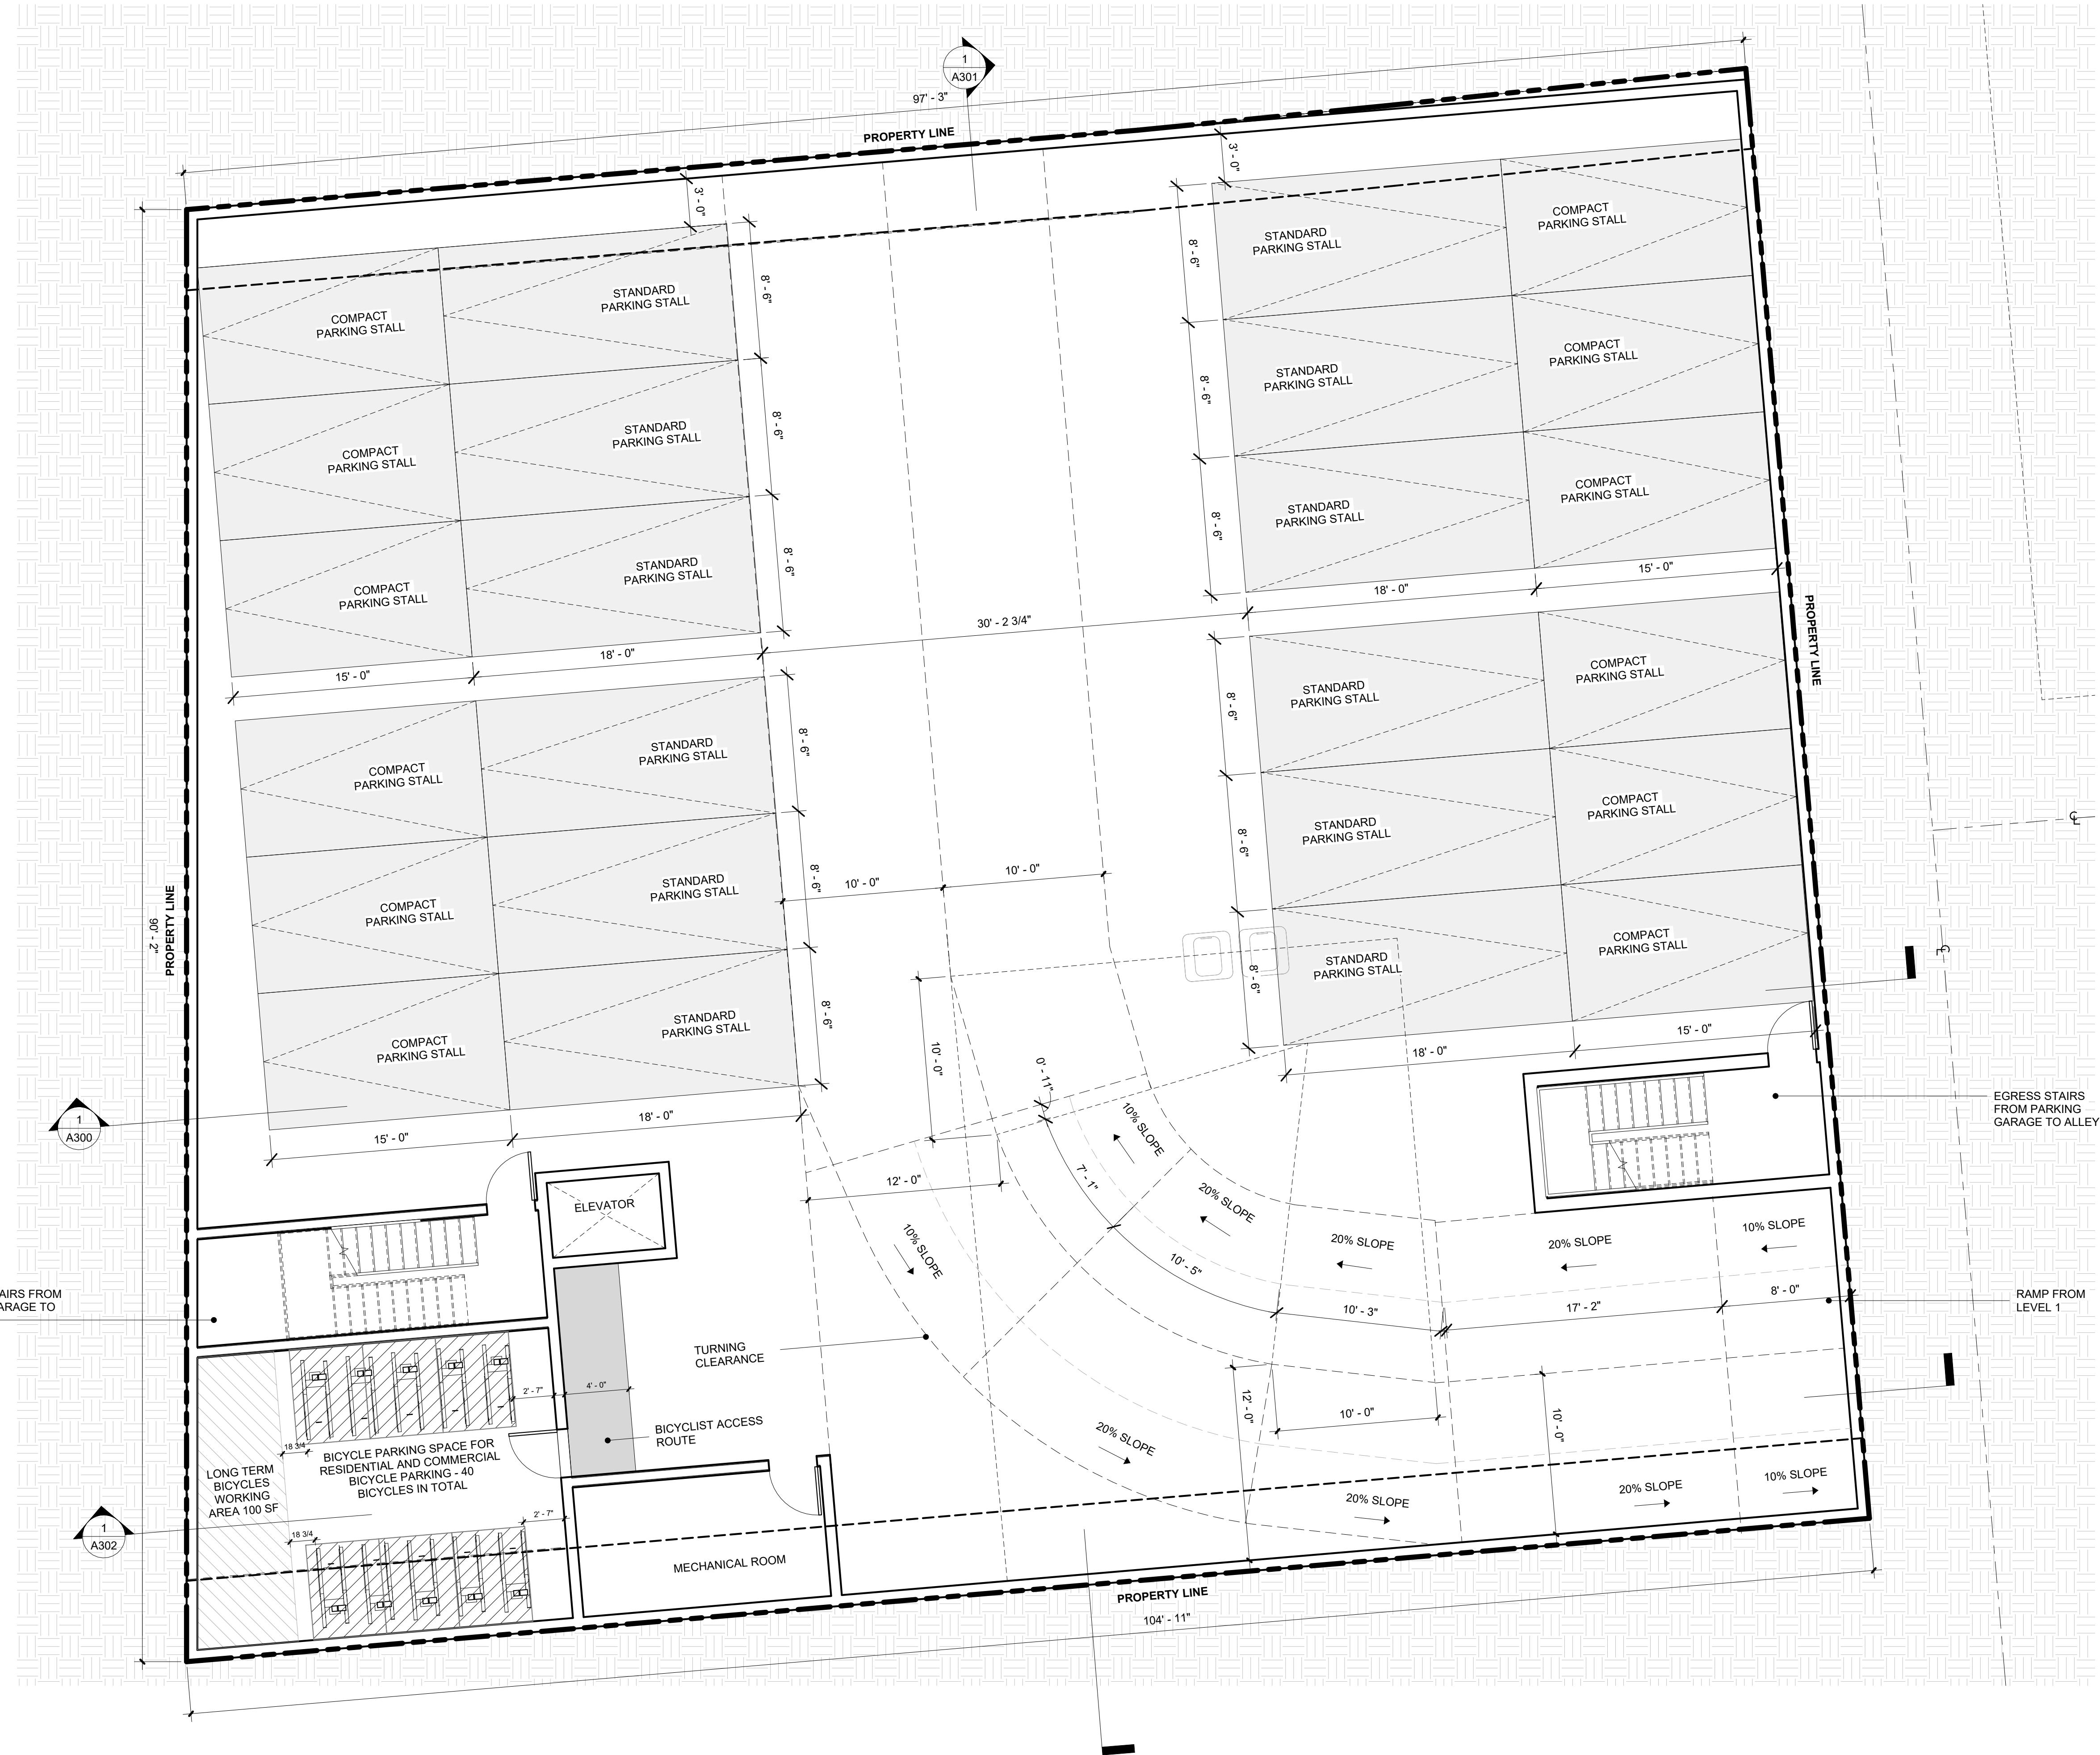 1
A301
97' - 3"
PROPERTY LINE
3' - 0"
3' - 0"
COMPACT
PARKING STALL
STANDARD
PARKING STALL
8' - 6"
COMPACT
PARKING STALL
STANDARD
PARKING STALL
8' - 6"
COMPACT
PARKING STALL
STANDARD
PARKING STALL
8' - 6"
15' - 0"
18' - 0"
30' - 2 3/4"
8' - 6"
STANDARD
PARKING STALL
COMPACT
PARKING STALL
8' - 6"
STANDARD
PARKING STALL
COMPACT
PARKING STALL
8' - 6"
STANDARD
PARKING STALL
COMPACT
PARKING STALL
18' - 0"
15' - 0"
PROPERTY LINE
COMPACT
PARKING STALL
STANDARD
PARKING STALL
8' - 6"
COMPACT
PARKING STALL
STANDARD
PARKING STALL
8' - 6"
COMPACT
PARKING STALL
STANDARD
PARKING STALL
8' - 6"
15' - 0"
18' - 0"
10' - 0"
10' - 0"
8' - 6"
STANDARD
PARKING STALL
COMPACT
PARKING STALL
8' - 6"
STANDARD
PARKING STALL
COMPACT
PARKING STALL
8' - 6"
STANDARD
PARKING STALL
COMPACT
PARKING STALL
18' - 0"
15' - 0"
CL
CL
PROPERTY LINE
90' - 2"
1
A300
10' - 0"
0' - 11"
10% SLOPE
7' - 1"
12' - 0"
20% SLOPE
10% SLOPE
20% SLOPE
20% SLOPE
10% SLOPE
10' - 5"
10' - 3"
17' - 2"
8' - 0"
EGRESS STAIRS
FROM PARKING
GARAGE TO ALLEY
RAMP FROM
LEVEL 1
ELEVATOR
AIRS FROM
ARAGE TO
TURNING
CLEARANCE
2' - 7"
4' - 0"
BICYCLIST ACCESS
ROUTE
18 3/4
BICYCLE PARKING SPACE FOR
RESIDENTIAL AND COMMERCIAL
BICYCLE PARKING - 40
BICYCLES IN TOTAL
LONG TERM
BICYCLES
WORKING
AREA 100 SF
18 3/4
2' - 7"
1
A302
MECHANICAL ROOM
12' - 0"
10' - 0"
10' - 0"
20% SLOPE
20% SLOPE
20% SLOPE
10% SLOPE
PROPERTY LINE
104' - 11"